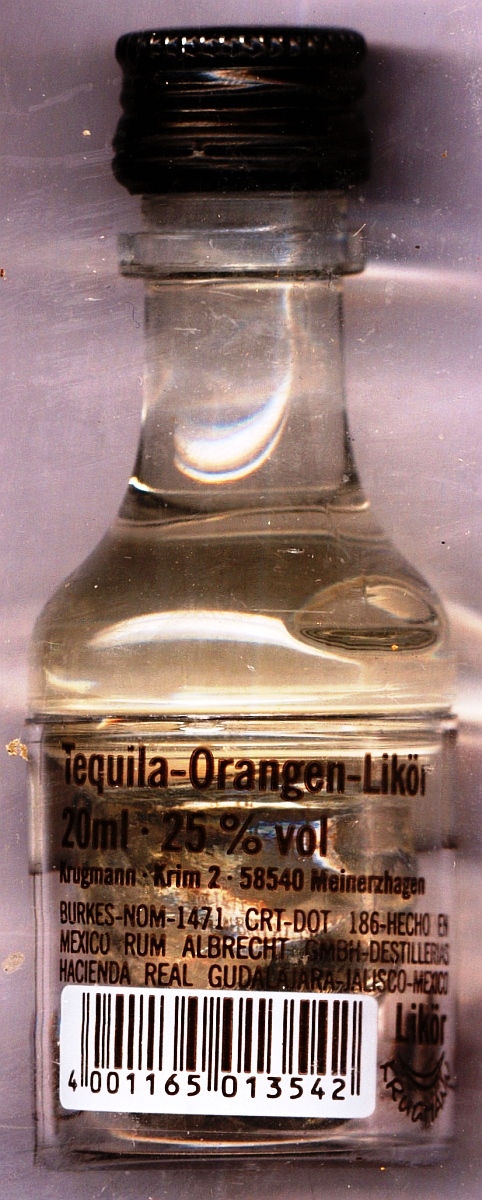 Tequila-Orangen-Likör
20ml · 25 % vol
Krugmann · Krim 2 · 58540 Meinerzhagen
BURKES-NOM-1471 CRT-DOT 186-HECHO EN
MEXICO RUM ALBRECHT GMBH-DESTILLERIAS
HACIENDA REAL GUDALAJARA-JALISCO-MEXICO
Likör
KRUGMANN
4 001165 013542